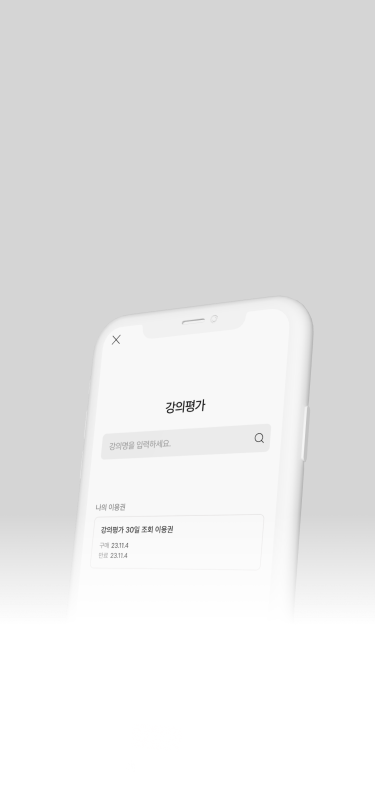 강의평가
강의명을 입력하세요.
나의 이용권
강의평가 30일 조회 이용권
구매 23.11.4
만료 23.11.4